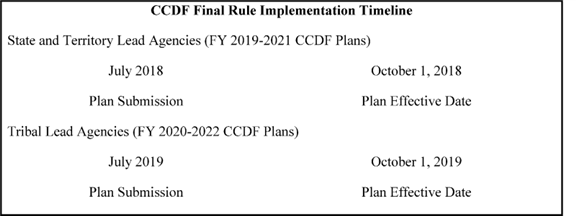 CCDF Final Rule Implementation Timeline
State and Territory Lead Agencies (FY 2019-2021 CCDF Plans)
July 2018 October 1, 2018
Plan Submission Plan Effective Date
Tribal Lead Agencies (FY 2020-2022 CCDF Plans)
July 2019 October 1, 2019
Plan Submission Plan Effective Date